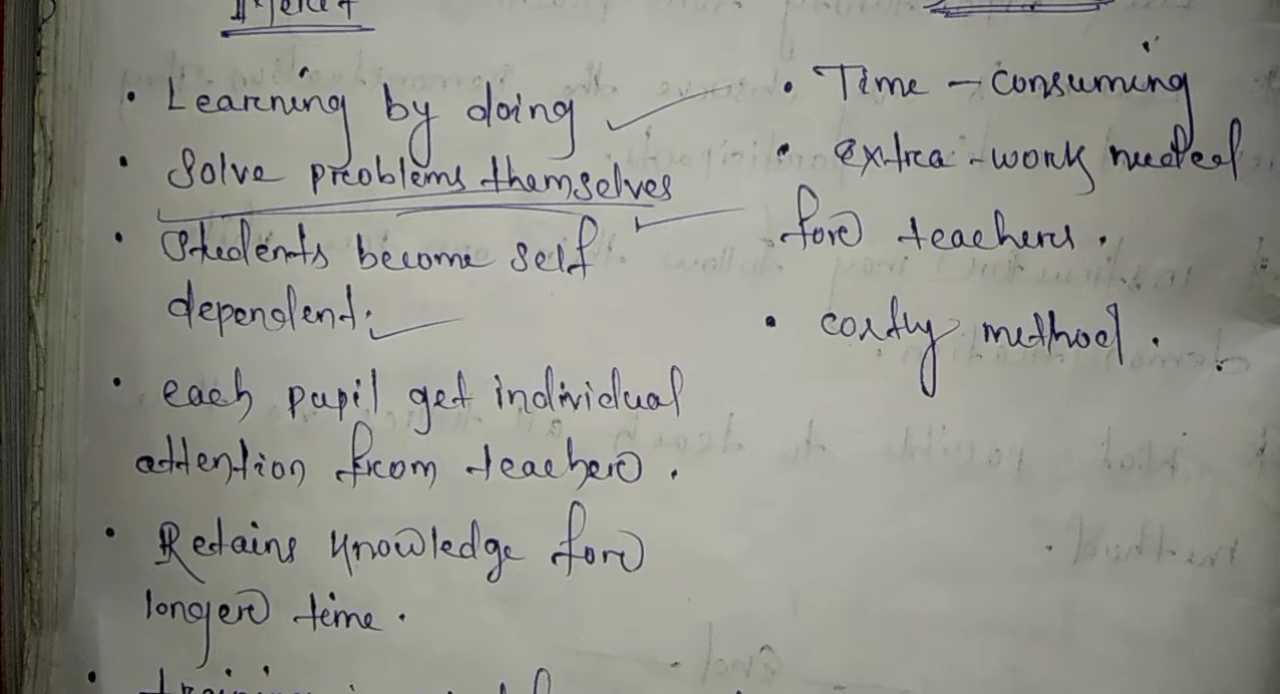 • Learning by doing
• Solve problems themselves
• Students become self
dependent.
• each pupil get individual
attention from teacher.
• Retains knowledge for
longer time.
• Time - consuming
• extra - work needed
for teachers.
• costly method.